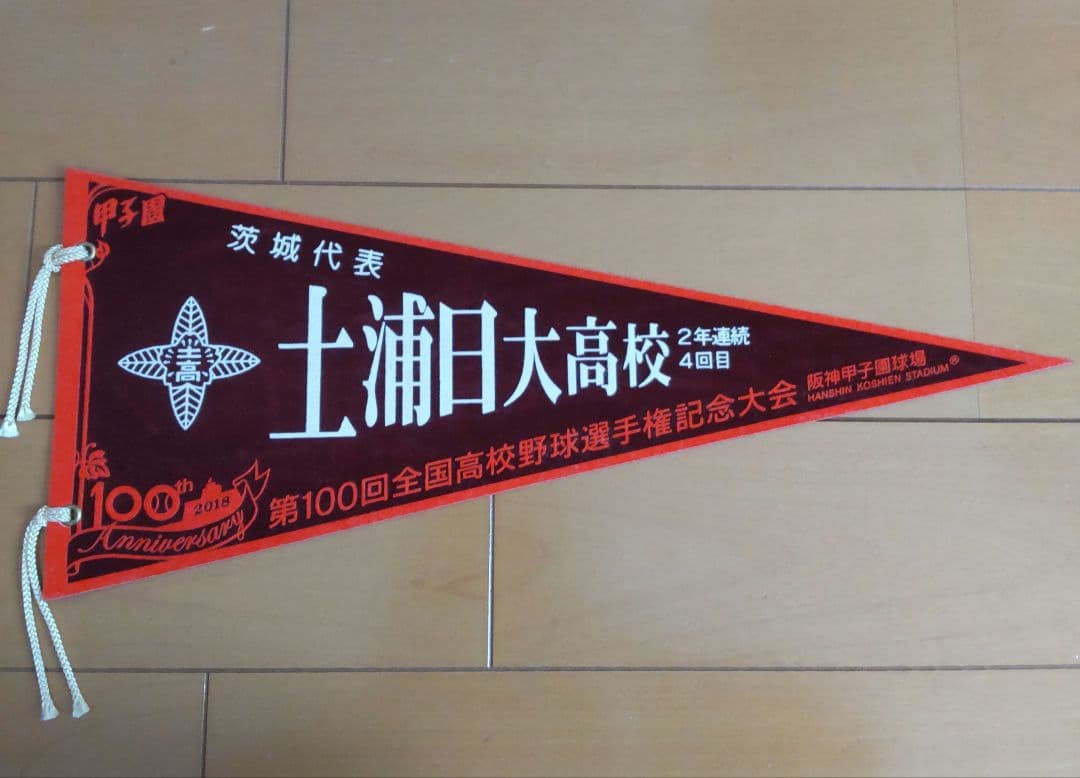 甲子園
茨城代表
土浦日大高校
2年連続
4回目
土高
100th
2018
Anniversary
第100回全国高校野球選手権記念大会
阪神甲子園球場
HANSHIN KOSHIEN STADIUM®